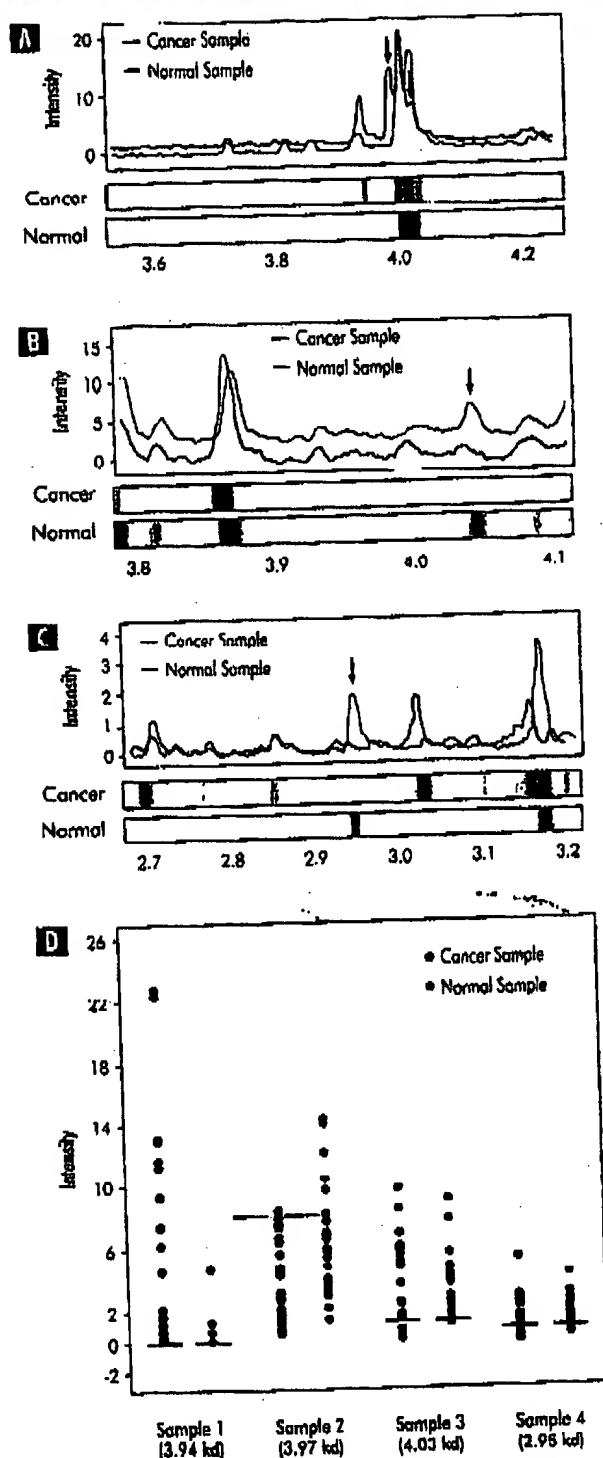 A
20
10
0
Intensity
Cancer Sample
Normal Sample
Cancer
Normal
3.6 3.8 4.0 4.2
B
15
10
5
0
Intensity
Cancer Sample
Normal Sample
Cancer
Normal
3.8 3.9 4.0 4.1
C
4
3
2
1
0
Intensity
Cancer Sample
Normal Sample
Cancer
Normal
2.7 2.8 2.9 3.0 3.1 3.2
D
26
22
18
14
10
6
2
0
-2
Intensity
Cancer Sample
Normal Sample
Sample 1 Sample 2 Sample 3 Sample 4
(3.94 kd) (3.97 kd) (4.03 kd) (2.95 kd)